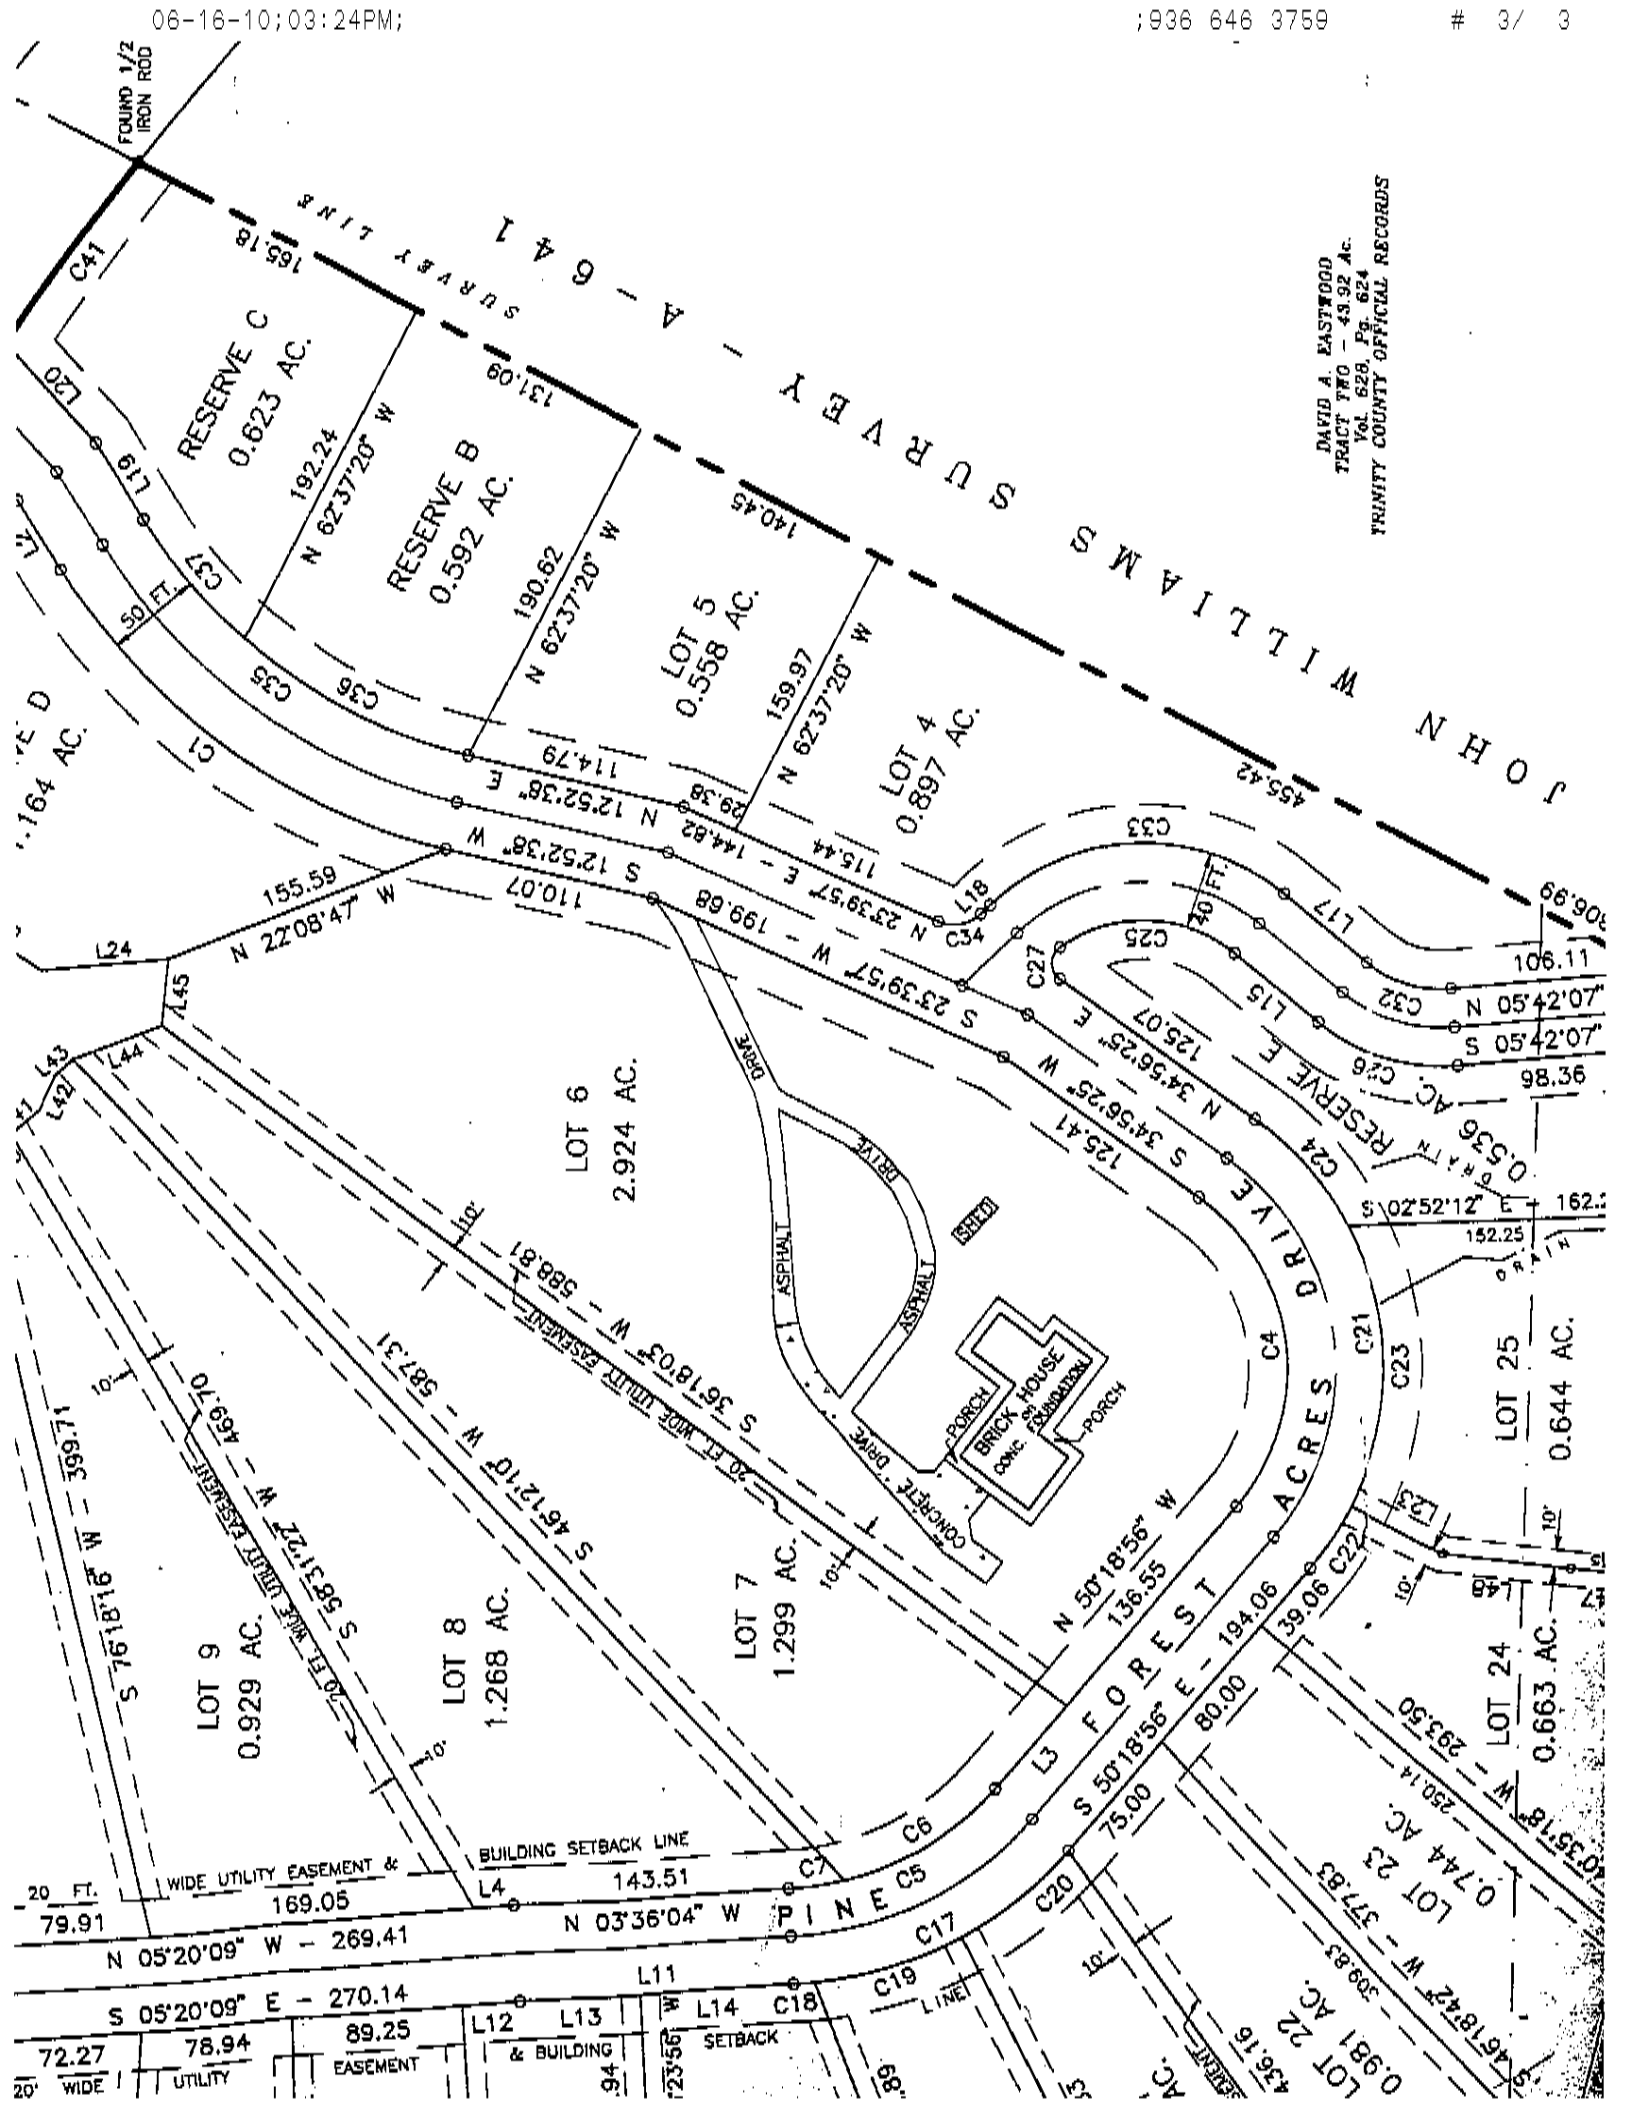 06-16-10;03:24PM;
;936 646 3759
# 3/ 3
FOUND 1/2
IRON ROD
C41
165.18
SURVEY LINE
A-641
JOHN WILLIAMS SURVEY - A-641
DAVID A. EASTWOOD
TRACT TWO - 43.92 Ac.
Vol. 628, Pg. 624
TRINITY COUNTY OFFICIAL RECORDS
L20
RESERVE C
0.623 AC.
192.24
N 62°37'20" W
131.09
L19
C37
50 FT.
RESERVE B
0.592 AC.
190.62
N 62°37'20" W
140.45
C35
C36
C1
LOT 5
0.558 AC.
159.97
N 62°37'20" W
LOT 4
0.897 AC.
455.42
114.79
N 12°52'38" E
S 12°52'38" W
110.07
29.38
N 23°39'57" E - 144.82
115.44
S 23°39'57" W - 199.68
L18
C34
C33
40 FT.
L17
C25
C27
L15
C32
C26
106.11
N 05°42'07"
S 05°42'07"
98.36
155.59
N 22°08'47" W
L24
L45
L43
L44
L42
DRIVE
LOT 6
2.924 AC.
N 34°56'25" E
125.07
S 34°56'25" W
125.41
RESERVE E
0.536 AC.
DRAIN
C24
S 02°52'12" E
152.25
DRAIN
DRIVE
SHED
ASPHALT
ASPHALT
10'
S 36°18'03" W - 588.81
20 FT. WIDE UTILITY EASEMENT
C4
C21
C23
LOT 25
0.644 AC.
BRICK HOUSE
ON
CONC. FOUNDATION
PORCH
PORCH
CONCRETE DRIVE
S 76°18'16" W - 399.71
10'
469.70
S 58°31'22" W
20 FT. WIDE UTILITY EASEMENT
S 46°12'10" W - 587.31
10'
L23
10'
10'
LOT 9
0.929 AC.
LOT 8
1.268 AC.
LOT 7
1.299 AC.
10'
N 50°18'56" W
136.55
C22
39.06
S 50°18'56" E - 194.06
80.00
75.00
L3
PINE FOREST ACRES DRIVE
LOT 24
0.663 AC.
293.50
250.14
LOT 23
0.744 AC.
S 46°18'42" W - 377.83
309.83
BUILDING SETBACK LINE
WIDE UTILITY EASEMENT &
20 FT.
79.91
169.05
L4
143.51
C7
C6
C5
N 05°20'09" W - 269.41
N 03°36'04" W
S 05°20'09" E - 270.14
L11
C17
C20
C19
C18
LINE
10'
72.27
78.94
89.25
L12
L13
L14
20' WIDE
UTILITY
EASEMENT
& BUILDING
SETBACK
436.16
LOT 22
0.981 AC.